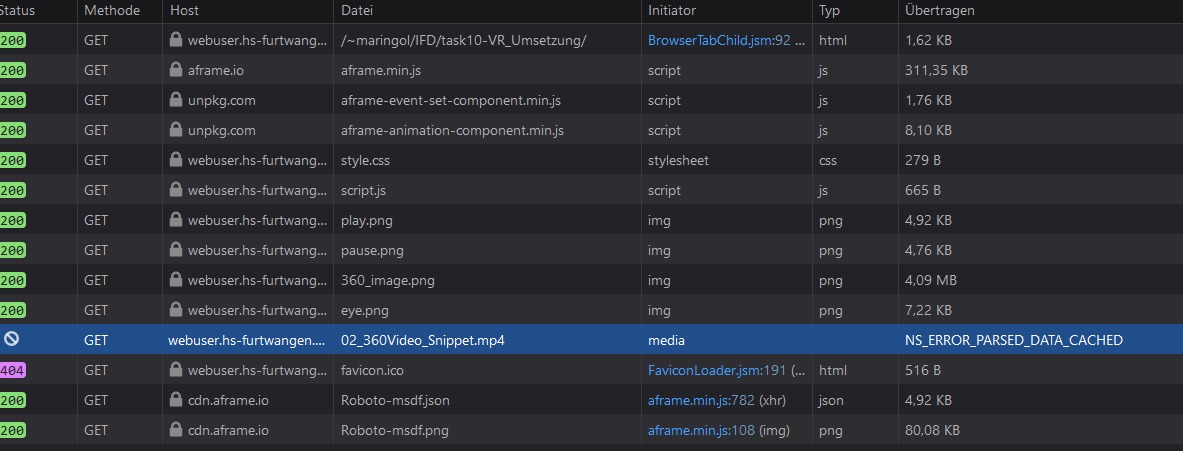 Status Methode Host Datei Initiator Typ Übertragen
200 GET webuser.hs-furtwang... /~maringol/IFD/task10-VR_Umsetzung/ BrowserTabChild.jsm:92 ... html 1,62 KB
200 GET aframe.io aframe.min.js script js 311,35 KB
200 GET unpkg.com aframe-event-set-component.min.js script js 1,76 KB
200 GET unpkg.com aframe-animation-component.min.js script js 8,10 KB
200 GET webuser.hs-furtwang... style.css stylesheet css 279 B
200 GET webuser.hs-furtwang... script.js script js 665 B
200 GET webuser.hs-furtwang... play.png img png 4,92 KB
200 GET webuser.hs-furtwang... pause.png img png 4,76 KB
200 GET webuser.hs-furtwang... 360_image.png img png 4,09 MB
200 GET webuser.hs-furtwang... eye.png img png 7,22 KB
GET webuser.hs-furtwangen.... 02_360Video_Snippet.mp4 media NS_ERROR_PARSED_DATA_CACHED
404 GET webuser.hs-furtwang... favicon.ico FaviconLoader.jsm:191 (... html 516 B
200 GET cdn.aframe.io Roboto-msdf.json aframe.min.js:782 (xhr) json 4,92 KB
200 GET cdn.aframe.io Roboto-msdf.png aframe.min.js:108 (img) png 80,08 KB